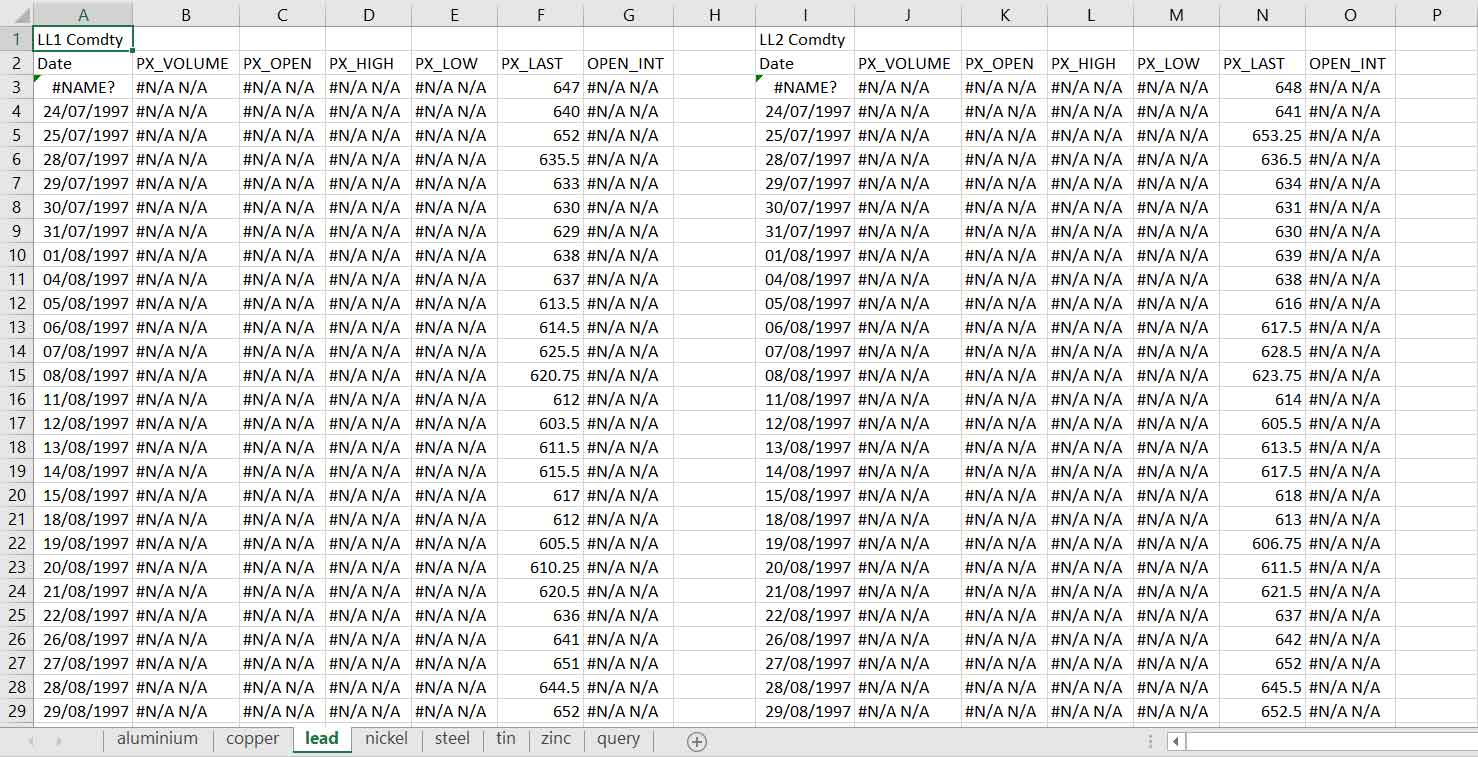 A B C D E F G H I J K L M N O P
1 LL1 Comdty LL2 Comdty
2 Date PX_VOLUME PX_OPEN PX_HIGH PX_LOW PX_LAST OPEN_INT Date PX_VOLUME PX_OPEN PX_HIGH PX_LOW PX_LAST OPEN_INT
3 #NAME? #N/A N/A #N/A N/A #N/A N/A #N/A N/A 647 #N/A N/A #NAME? #N/A N/A #N/A N/A #N/A N/A #N/A N/A 648 #N/A N/A
4 24/07/1997 #N/A N/A #N/A N/A #N/A N/A #N/A N/A 640 #N/A N/A 24/07/1997 #N/A N/A #N/A N/A #N/A N/A #N/A N/A 641 #N/A N/A
5 25/07/1997 #N/A N/A #N/A N/A #N/A N/A #N/A N/A 652 #N/A N/A 25/07/1997 #N/A N/A #N/A N/A #N/A N/A #N/A N/A 653.25 #N/A N/A
6 28/07/1997 #N/A N/A #N/A N/A #N/A N/A #N/A N/A 635.5 #N/A N/A 28/07/1997 #N/A N/A #N/A N/A #N/A N/A #N/A N/A 636.5 #N/A N/A
7 29/07/1997 #N/A N/A #N/A N/A #N/A N/A #N/A N/A 633 #N/A N/A 29/07/1997 #N/A N/A #N/A N/A #N/A N/A #N/A N/A 634 #N/A N/A
8 30/07/1997 #N/A N/A #N/A N/A #N/A N/A #N/A N/A 630 #N/A N/A 30/07/1997 #N/A N/A #N/A N/A #N/A N/A #N/A N/A 631 #N/A N/A
9 31/07/1997 #N/A N/A #N/A N/A #N/A N/A #N/A N/A 629 #N/A N/A 31/07/1997 #N/A N/A #N/A N/A #N/A N/A #N/A N/A 630 #N/A N/A
10 01/08/1997 #N/A N/A #N/A N/A #N/A N/A #N/A N/A 638 #N/A N/A 01/08/1997 #N/A N/A #N/A N/A #N/A N/A #N/A N/A 639 #N/A N/A
11 04/08/1997 #N/A N/A #N/A N/A #N/A N/A #N/A N/A 637 #N/A N/A 04/08/1997 #N/A N/A #N/A N/A #N/A N/A #N/A N/A 638 #N/A N/A
12 05/08/1997 #N/A N/A #N/A N/A #N/A N/A #N/A N/A 613.5 #N/A N/A 05/08/1997 #N/A N/A #N/A N/A #N/A N/A #N/A N/A 616 #N/A N/A
13 06/08/1997 #N/A N/A #N/A N/A #N/A N/A #N/A N/A 614.5 #N/A N/A 06/08/1997 #N/A N/A #N/A N/A #N/A N/A #N/A N/A 617.5 #N/A N/A
14 07/08/1997 #N/A N/A #N/A N/A #N/A N/A #N/A N/A 625.5 #N/A N/A 07/08/1997 #N/A N/A #N/A N/A #N/A N/A #N/A N/A 628.5 #N/A N/A
15 08/08/1997 #N/A N/A #N/A N/A #N/A N/A #N/A N/A 620.75 #N/A N/A 08/08/1997 #N/A N/A #N/A N/A #N/A N/A #N/A N/A 623.75 #N/A N/A
16 11/08/1997 #N/A N/A #N/A N/A #N/A N/A #N/A N/A 612 #N/A N/A 11/08/1997 #N/A N/A #N/A N/A #N/A N/A #N/A N/A 614 #N/A N/A
17 12/08/1997 #N/A N/A #N/A N/A #N/A N/A #N/A N/A 603.5 #N/A N/A 12/08/1997 #N/A N/A #N/A N/A #N/A N/A #N/A N/A 605.5 #N/A N/A
18 13/08/1997 #N/A N/A #N/A N/A #N/A N/A #N/A N/A 611.5 #N/A N/A 13/08/1997 #N/A N/A #N/A N/A #N/A N/A #N/A N/A 613.5 #N/A N/A
19 14/08/1997 #N/A N/A #N/A N/A #N/A N/A #N/A N/A 615.5 #N/A N/A 14/08/1997 #N/A N/A #N/A N/A #N/A N/A #N/A N/A 617.5 #N/A N/A
20 15/08/1997 #N/A N/A #N/A N/A #N/A N/A #N/A N/A 617 #N/A N/A 15/08/1997 #N/A N/A #N/A N/A #N/A N/A #N/A N/A 618 #N/A N/A
21 18/08/1997 #N/A N/A #N/A N/A #N/A N/A #N/A N/A 612 #N/A N/A 18/08/1997 #N/A N/A #N/A N/A #N/A N/A #N/A N/A 613 #N/A N/A
22 19/08/1997 #N/A N/A #N/A N/A #N/A N/A #N/A N/A 605.5 #N/A N/A 19/08/1997 #N/A N/A #N/A N/A #N/A N/A #N/A N/A 606.75 #N/A N/A
23 20/08/1997 #N/A N/A #N/A N/A #N/A N/A #N/A N/A 610.25 #N/A N/A 20/08/1997 #N/A N/A #N/A N/A #N/A N/A #N/A N/A 611.5 #N/A N/A
24 21/08/1997 #N/A N/A #N/A N/A #N/A N/A #N/A N/A 620.5 #N/A N/A 21/08/1997 #N/A N/A #N/A N/A #N/A N/A #N/A N/A 621.5 #N/A N/A
25 22/08/1997 #N/A N/A #N/A N/A #N/A N/A #N/A N/A 636 #N/A N/A 22/08/1997 #N/A N/A #N/A N/A #N/A N/A #N/A N/A 637 #N/A N/A
26 26/08/1997 #N/A N/A #N/A N/A #N/A N/A #N/A N/A 641 #N/A N/A 26/08/1997 #N/A N/A #N/A N/A #N/A N/A #N/A N/A 642 #N/A N/A
27 27/08/1997 #N/A N/A #N/A N/A #N/A N/A #N/A N/A 651 #N/A N/A 27/08/1997 #N/A N/A #N/A N/A #N/A N/A #N/A N/A 652 #N/A N/A
28 28/08/1997 #N/A N/A #N/A N/A #N/A N/A #N/A N/A 644.5 #N/A N/A 28/08/1997 #N/A N/A #N/A N/A #N/A N/A #N/A N/A 645.5 #N/A N/A
29 29/08/1997 #N/A N/A #N/A N/A #N/A N/A #N/A N/A 652 #N/A N/A 29/08/1997 #N/A N/A #N/A N/A #N/A N/A #N/A N/A 652.5 #N/A N/A
aluminium copper lead nickel steel tin zinc query